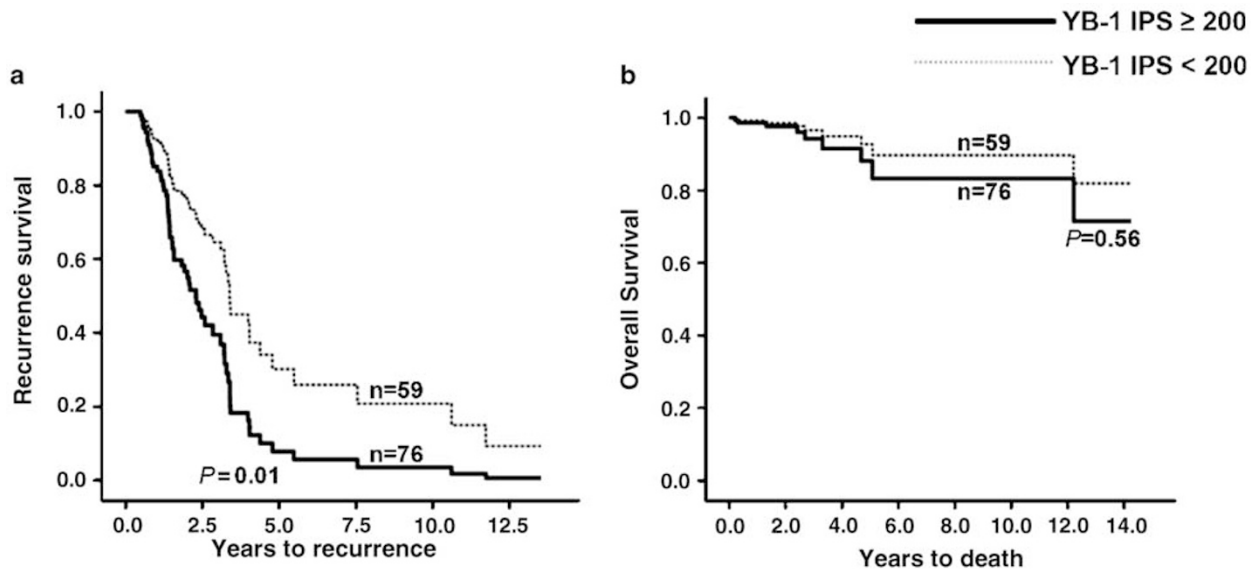 YB-1 IPS ≥ 200
YB-1 IPS < 200
a
Recurrence survival
1.0
0.8
0.6
0.4
0.2
0.0
n=59
n=76
P=0.01
0.0 2.5 5.0 7.5 10.0 12.5
Years to recurrence
b
Overall Survival
1.0
0.8
0.6
0.4
0.2
0.0
n=59
n=76
P=0.56
0.0 2.0 4.0 6.0 8.0 10.0 12.0 14.0
Years to death